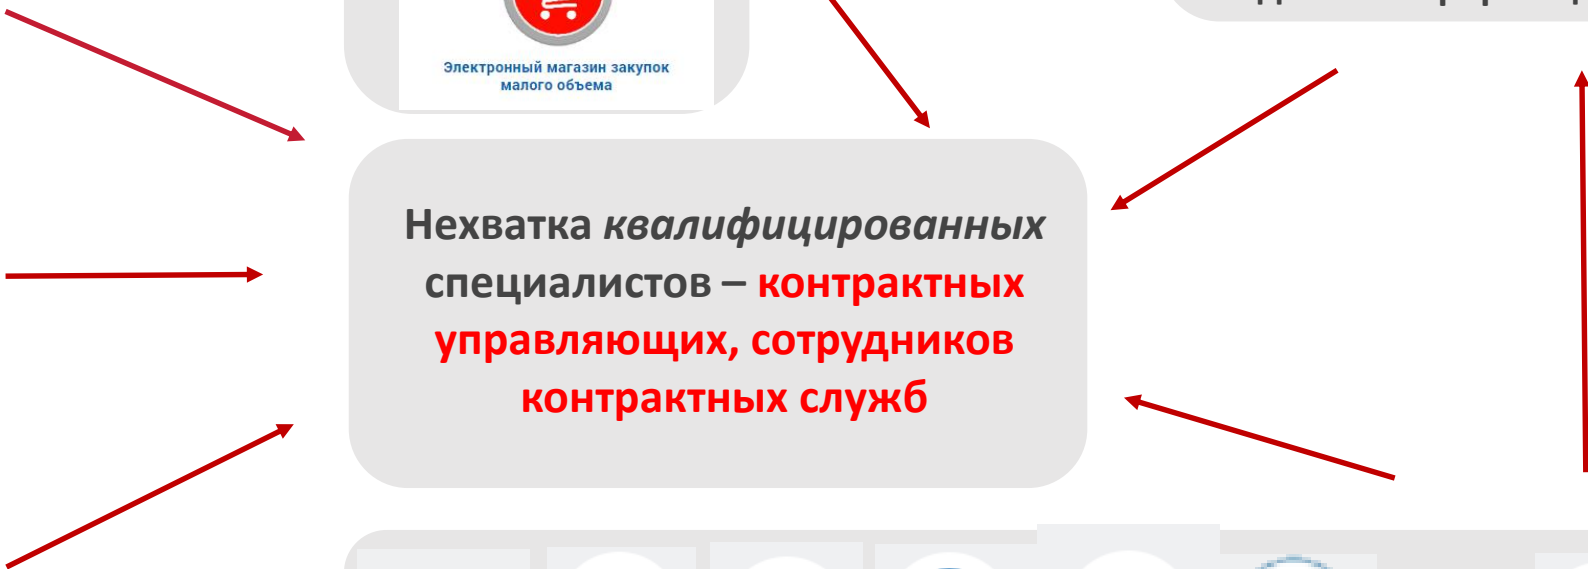 Электронный магазин закупок
малого объема
Нехватка квалифицированных
специалистов – контрактных
управляющих, сотрудников
контрактных служб